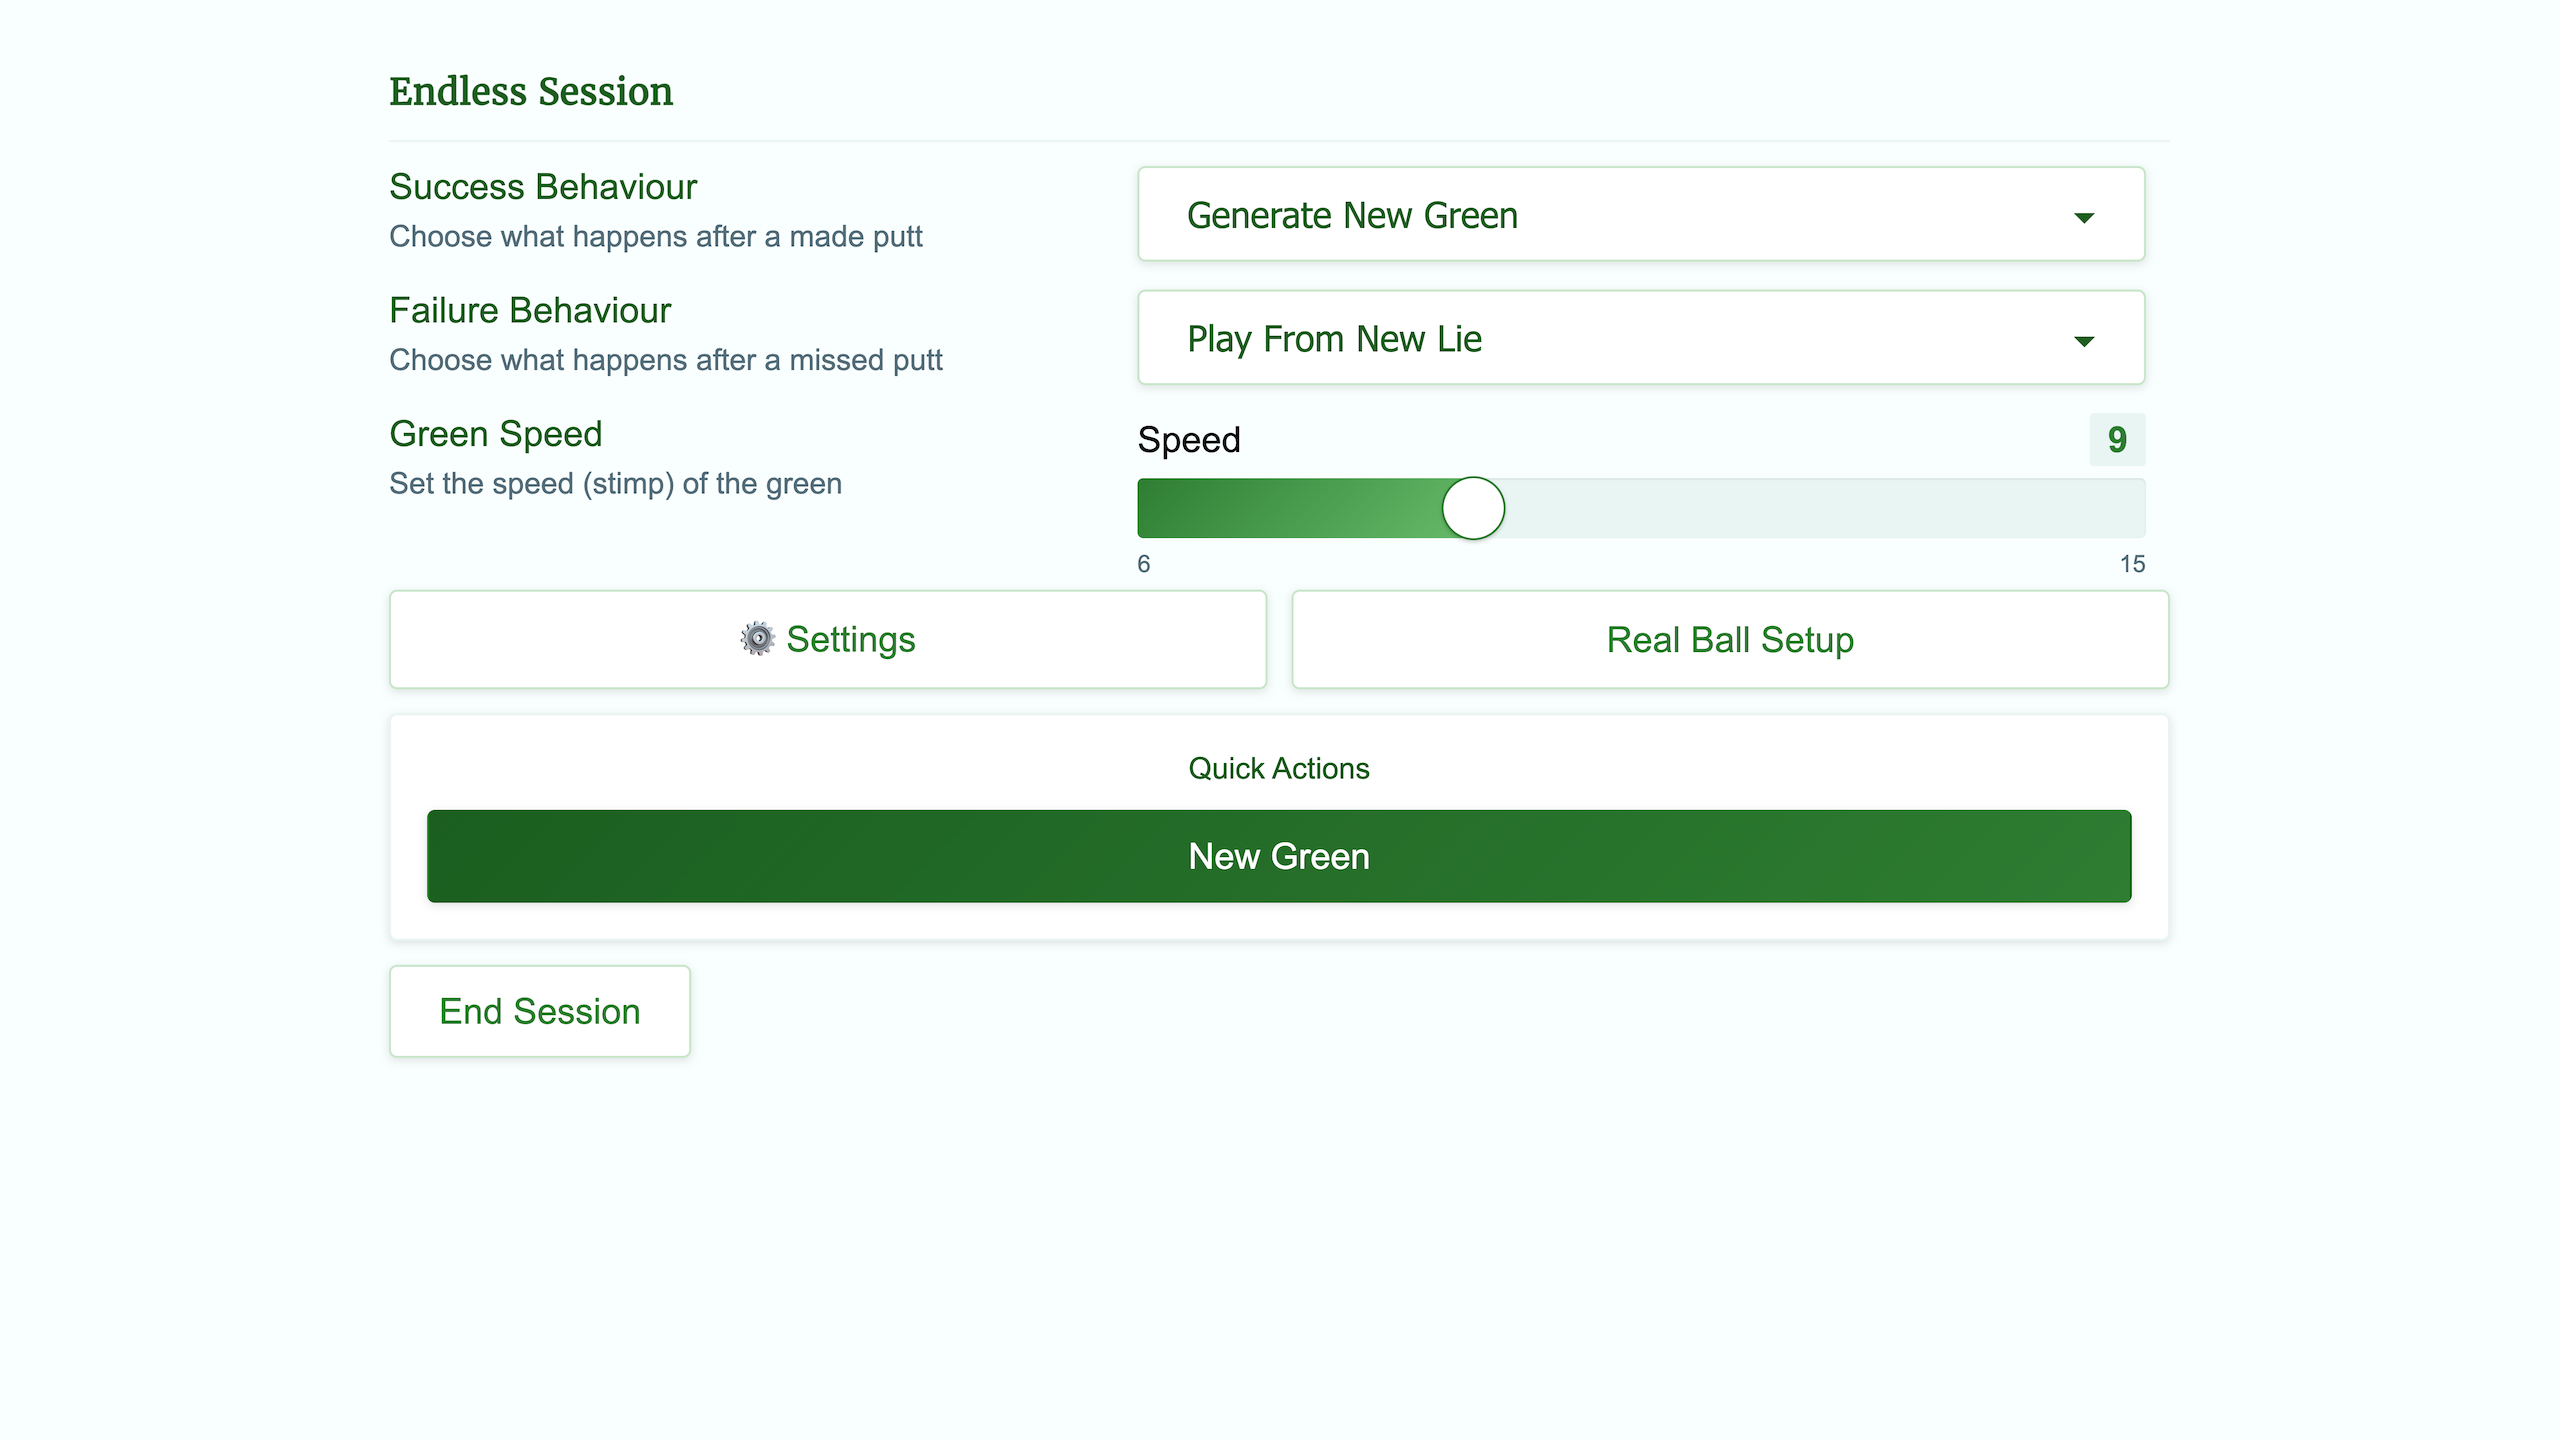 Endless Session
Success Behaviour
Choose what happens after a made putt
Generate New Green
Failure Behaviour
Choose what happens after a missed putt
Play From New Lie
Green Speed
Set the speed (stimp) of the green
Speed
9
6
15
Settings
Real Ball Setup
Quick Actions
New Green
End Session